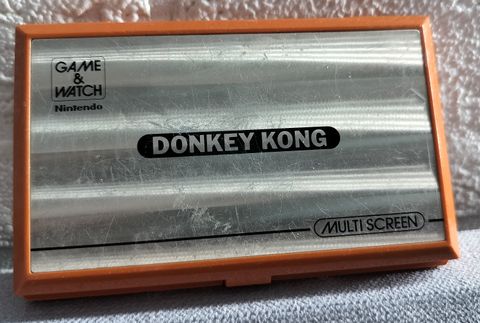 GAME
&
WATCH
Nintendo
DONKEY KONG
MULTI SCREEN